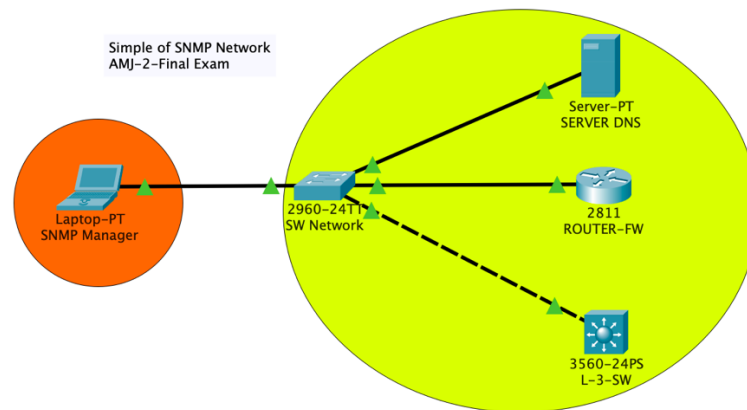 Simple of SNMP Network
AMJ-2-Final Exam
Server-PT
SERVER DNS
Laptop-PT
SNMP Manager
2960-24TT
SW Network
2811
ROUTER-FW
3560-24PS
L-3-SW